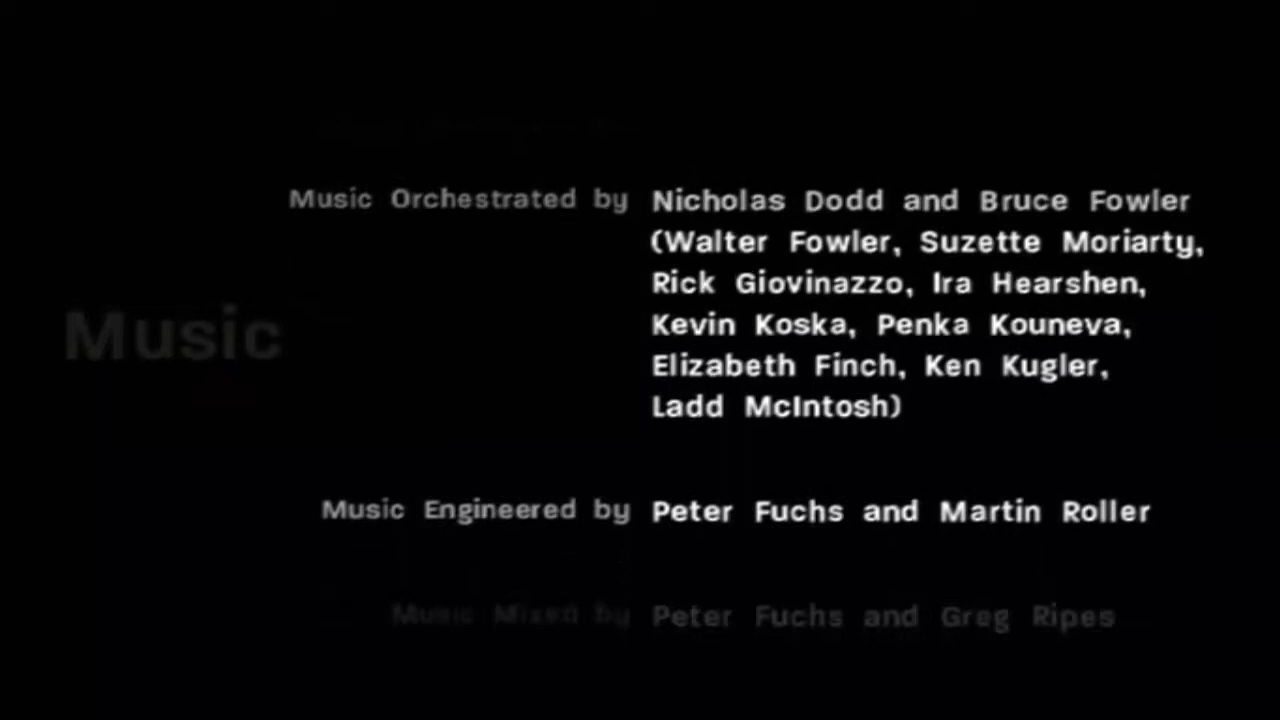 Music Orchestrated by Nicholas Dodd and Bruce Fowler
(Walter Fowler, Suzette Moriarty,
Rick Giovinazzo, Ira Hearshen,
Music
Kevin Koska, Penka Kouneva,
Elizabeth Finch, Ken Kugler,
Ladd McIntosh)
Music Engineered by Peter Fuchs and Martin Roller
Music Mixed by Peter Fuchs and Greg Ripes